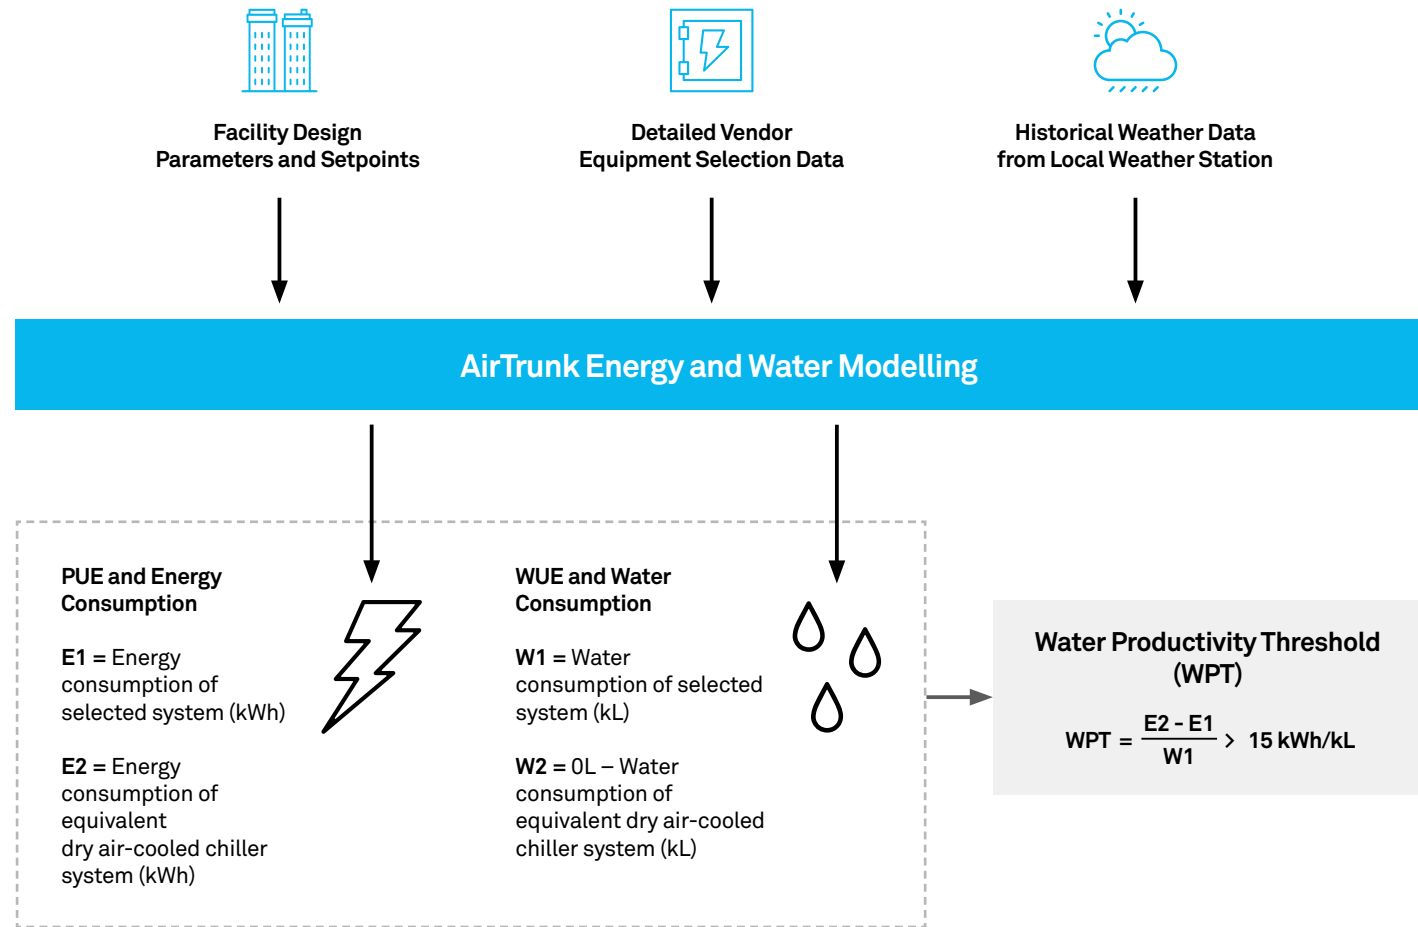 Facility Design
Parameters and Setpoints
Detailed Vendor
Equipment Selection Data
Historical Weather Data
from Local Weather Station
AirTrunk Energy and Water Modelling
PUE and Energy
Consumption
E1 = Energy
consumption of
selected system (kWh)
E2 = Energy
consumption of
equivalent
dry air-cooled chiller
system (kWh)
WUE and Water
Consumption
W1 = Water
consumption of selected
system (kL)
W2 = 0L – Water
consumption of
equivalent dry air-cooled
chiller system (kL)
Water Productivity Threshold
(WPT)
E2 - E1
WPT = > 15 kWh/kL
W1